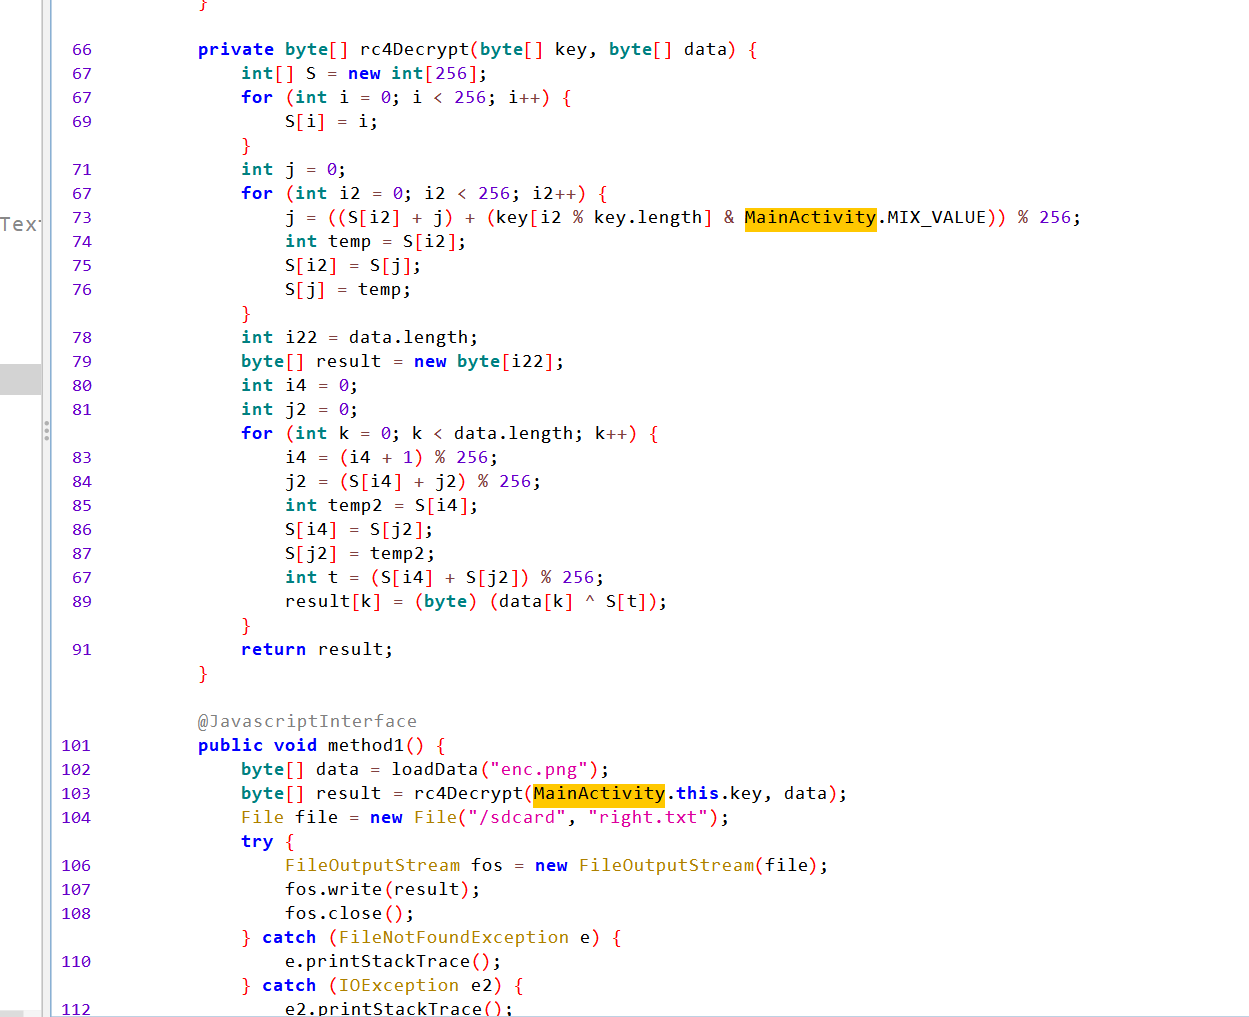 }
66 private byte[] rc4Decrypt(byte[] key, byte[] data) {
67 int[] S = new int[256];
67 for (int i = 0; i < 256; i++) {
69 S[i] = i;
}
71 int j = 0;
67 for (int i2 = 0; i2 < 256; i2++) {
73 j = ((S[i2] + j) + (key[i2 % key.length] & MainActivity.MIX_VALUE)) % 256;
74 int temp = S[i2];
75 S[i2] = S[j];
76 S[j] = temp;
}
78 int i22 = data.length;
79 byte[] result = new byte[i22];
80 int i4 = 0;
81 int j2 = 0;
for (int k = 0; k < data.length; k++) {
83 i4 = (i4 + 1) % 256;
84 j2 = (S[i4] + j2) % 256;
85 int temp2 = S[i4];
86 S[i4] = S[j2];
87 S[j2] = temp2;
67 int t = (S[i4] + S[j2]) % 256;
89 result[k] = (byte) (data[k] ^ S[t]);
}
91 return result;
}
@JavascriptInterface
101 public void method1() {
102 byte[] data = loadData("enc.png");
103 byte[] result = rc4Decrypt(MainActivity.this.key, data);
104 File file = new File("/sdcard", "right.txt");
try {
106 FileOutputStream fos = new FileOutputStream(file);
107 fos.write(result);
108 fos.close();
} catch (FileNotFoundException e) {
110 e.printStackTrace();
} catch (IOException e2) {
112 e2.printStackTrace();